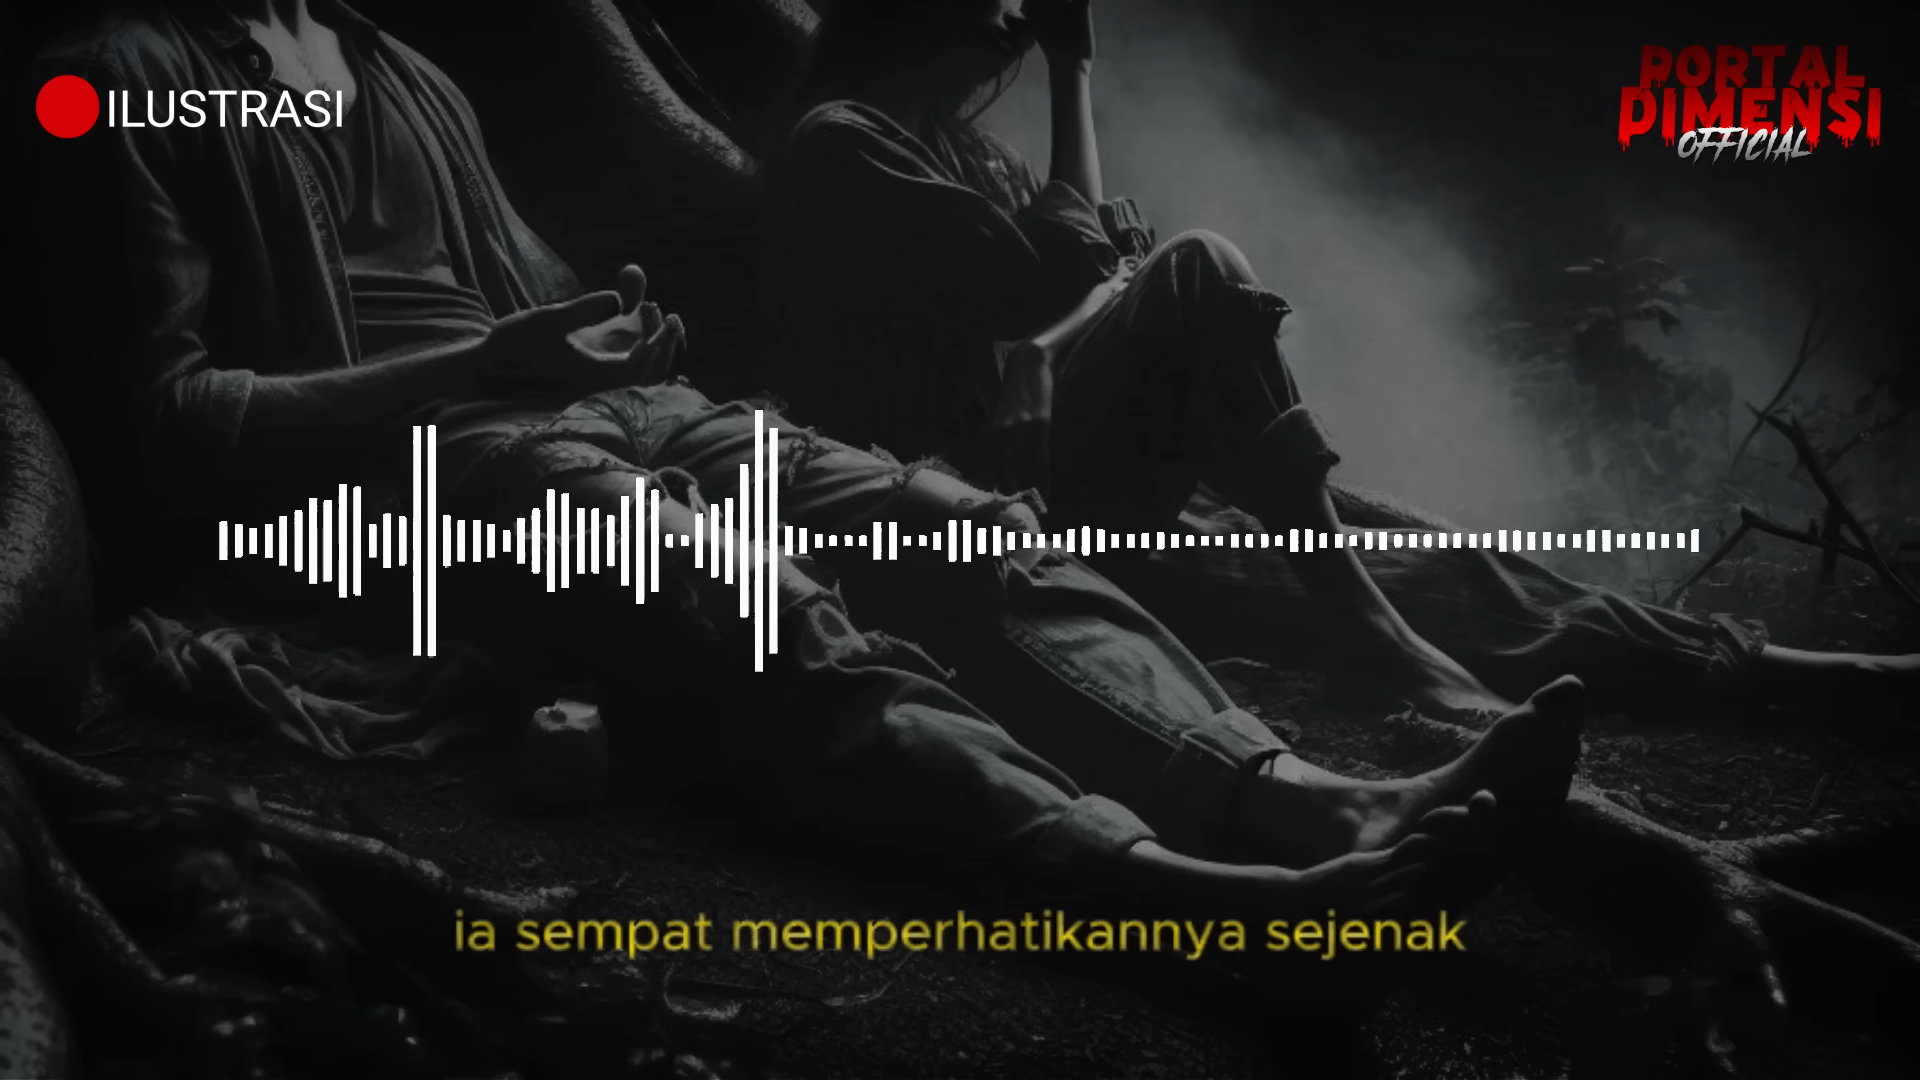 ILUSTRASI
PORTAL
DIMENSI
OFFICIAL
ia sempat memperhatikannya sejenak